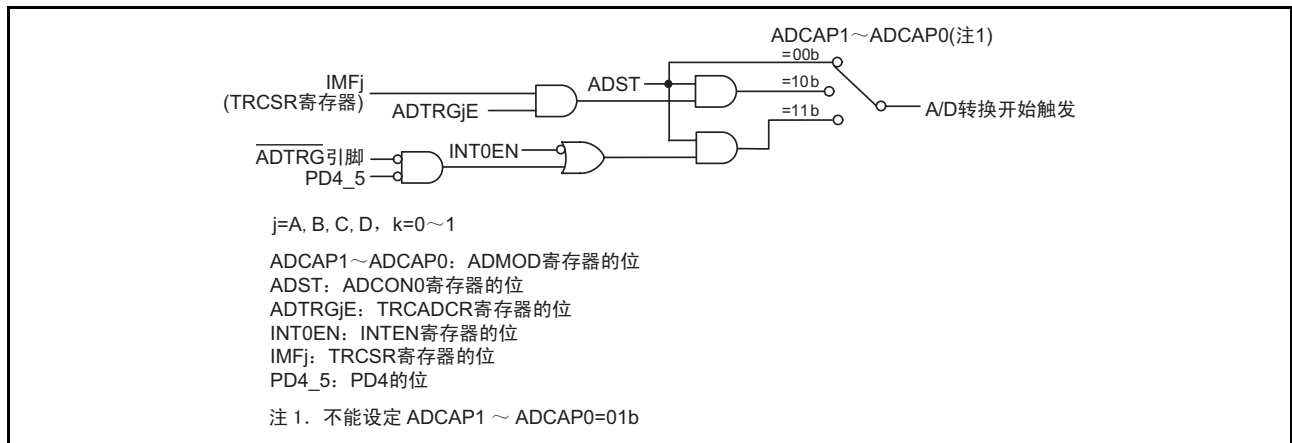 ADCAP1～ADCAP0(注1)
=00b
IMFj
(TRCSR寄存器)
ADST
=10b
ADTRGjE
=11b
A/D转换开始触发
ADTRG引脚
INT0EN
PD4_5
j=A, B, C, D，k=0～1
ADCAP1～ADCAP0：ADMOD寄存器的位
ADST：ADCON0寄存器的位
ADTRGjE：TRCADCR寄存器的位
INT0EN：INTEN寄存器的位
IMFj：TRCSR寄存器的位
PD4_5：PD4的位
注 1．不能设定 ADCAP1 ～ ADCAP0=01b